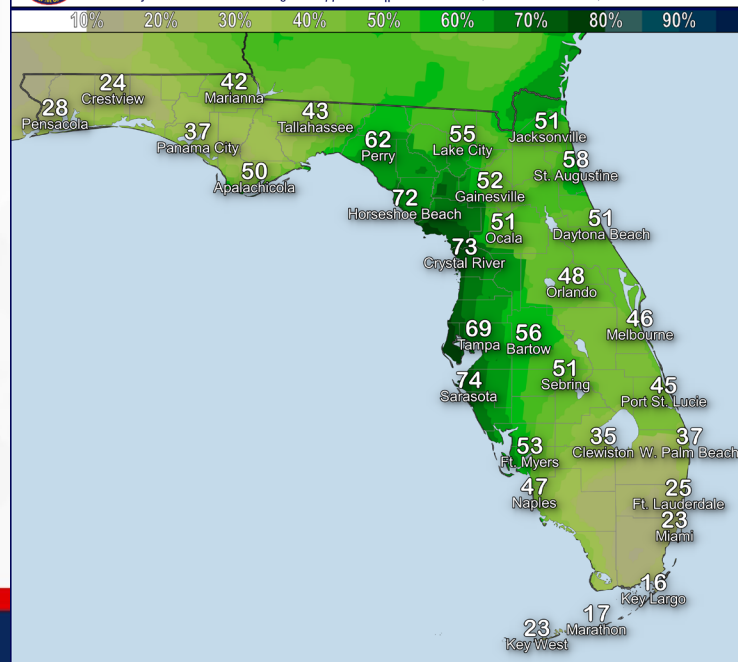 10% 20% 30% 40% 50% 60% 70% 80% 90%
24
Crestview
42
Marianna
28
Pensacola
43
Tallahassee
37
Panama City
50
Apalachicola
62
Perry
55
Lake City
51
Jacksonville
58
St. Augustine
52
Gainesville
72
Horseshoe Beach
51
Ocala
51
Daytona Beach
73
Crystal River
48
Orlando
46
Melbourne
69
Tampa
56
Bartow
51
Sebring
74
Sarasota
45
Port St. Lucie
53
Ft. Myers
35
Clewiston
37
W. Palm Beach
47
Naples
25
Ft. Lauderdale
23
Miami
16
Key Largo
17
Marathon
23
Key West